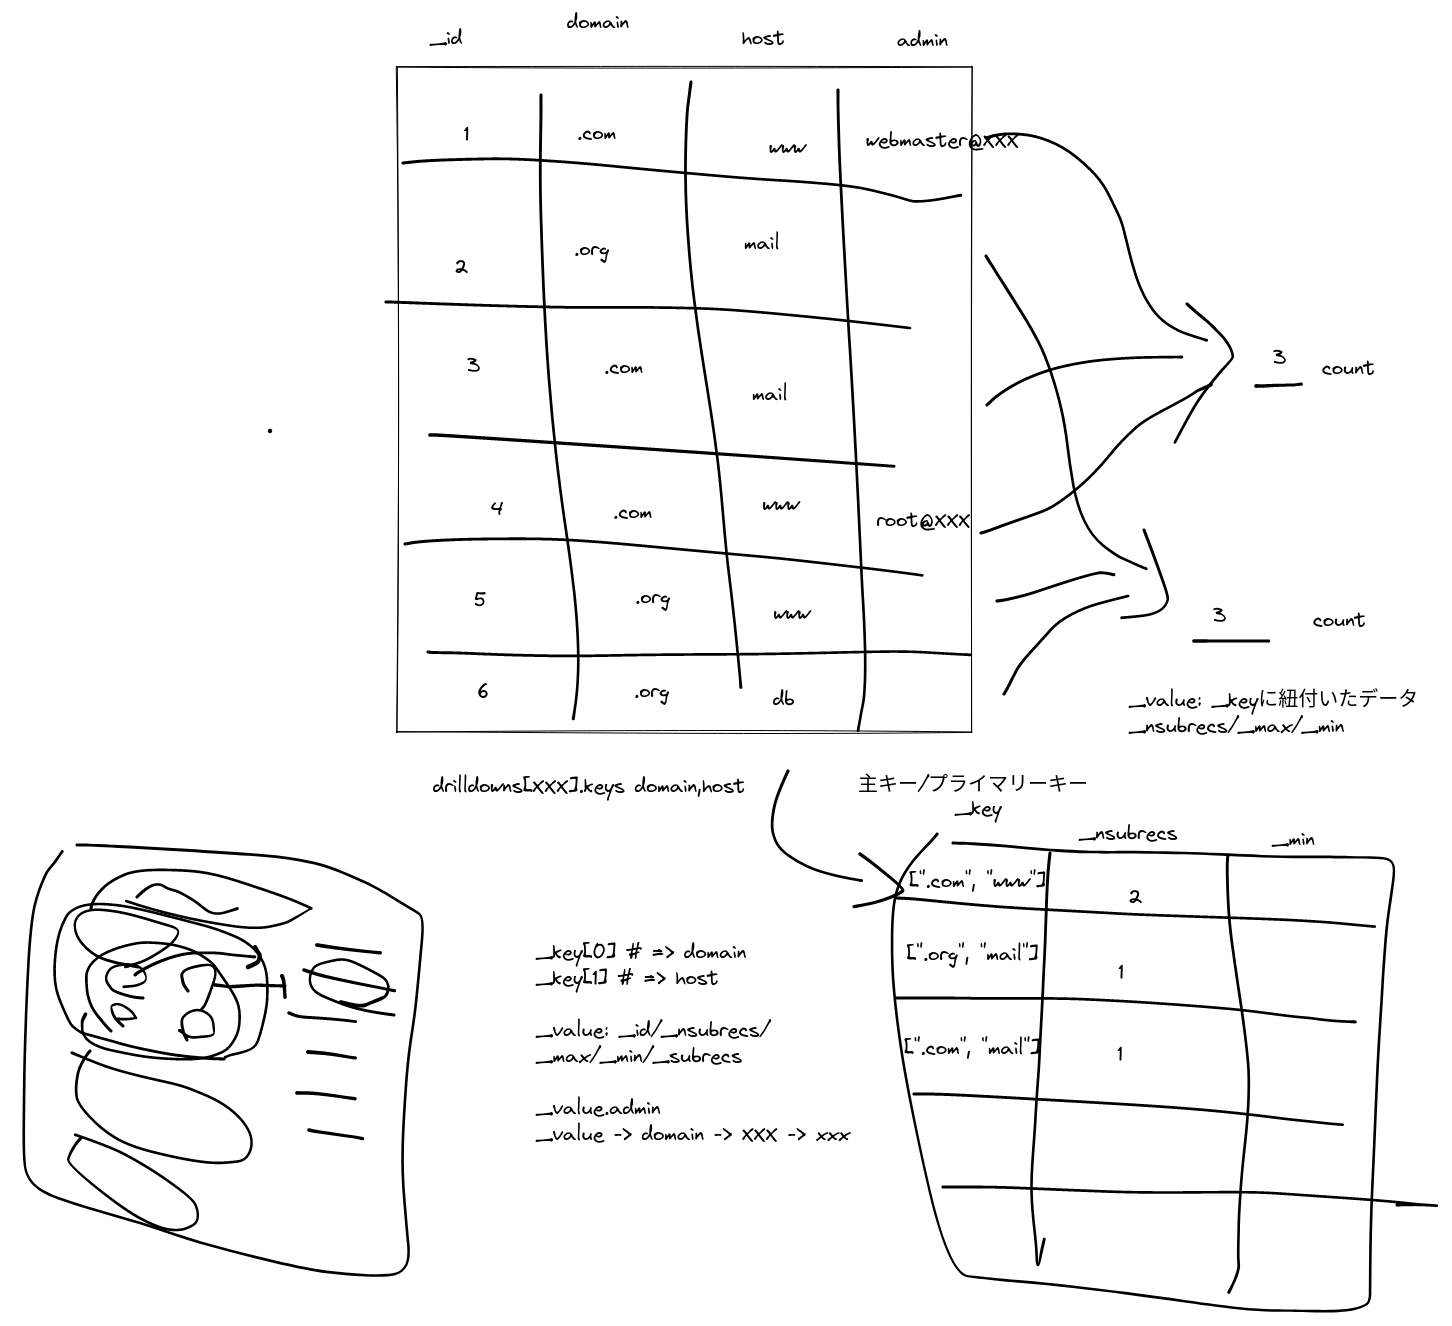 _id domain host admin
1 .com www webmaster@XXX
2 .org mail
3 .com mail
4 .com www root@XXX
5 .org www
6 .org db
3 count
3 count
_value: _keyに紐付いたデータ
_nsubrecs/_max/_min
drilldowns[XXX].keys domain,host
主キー/プライマリーキー
_key _nsubrecs _min
[".com", "www"] 2
[".org", "mail"] 1
[".com", "mail"] 1
_key[0] # => domain
_key[1] # => host
_value: _id/_nsubrecs/
_max/_min/_subrecs
_value.admin
_value -> domain -> XXX -> xxx